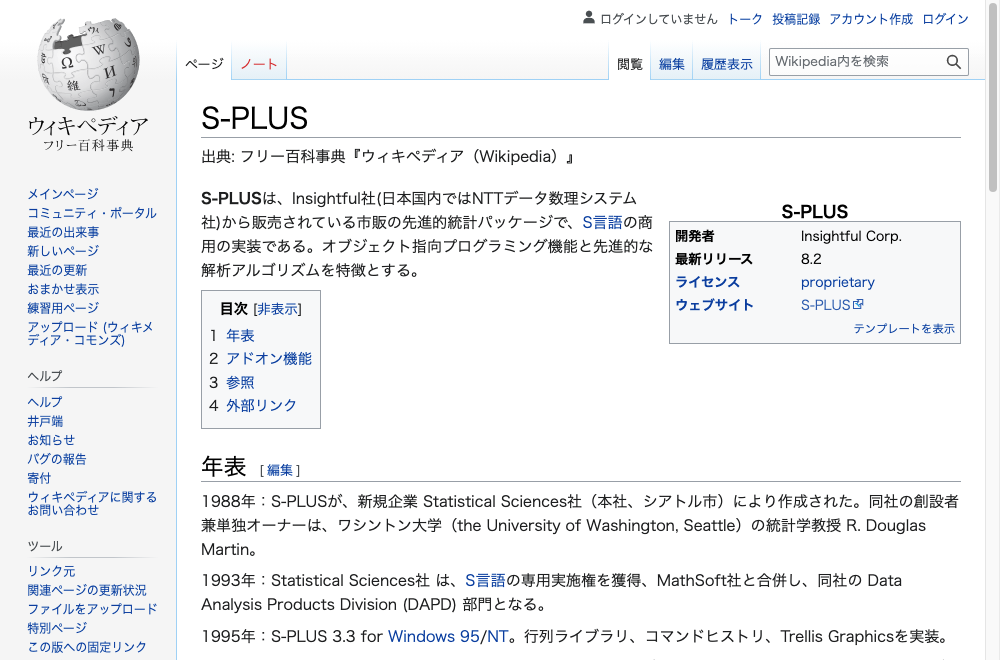 ログインしていません トーク 投稿記録 アカウント作成 ログイン
ページ ノート 閲覧 編集 履歴表示 Wikipedia内を検索
ウィキペディア
フリー百科事典
メインページ
コミュニティ・ポータル
最近の出来事
新しいページ
最近の更新
おまかせ表示
練習用ページ
アップロード (ウィキメ
ディア・コモンズ)
ヘルプ
ヘルプ
井戸端
お知らせ
バグの報告
寄付
ウィキペディアに関する
お問い合わせ
ツール
リンク元
関連ページの更新状況
ファイルをアップロード
特別ページ
この版への固定リンク
S-PLUS
出典: フリー百科事典『ウィキペディア（Wikipedia）』
S-PLUSは、Insightful社(日本国内ではNTTデータ数理システム
社)から販売されている市販の先進的統計パッケージで、S言語の商
用の実装である。オブジェクト指向プログラミング機能と先進的な
解析アルゴリズムを特徴とする。
S-PLUS
開発者 Insightful Corp.
最新リリース 8.2
ライセンス proprietary
ウェブサイト S-PLUS
テンプレートを表示
目次 [非表示]
1 年表
2 アドオン機能
3 参照
4 外部リンク
年表 [ 編集 ]
1988年：S-PLUSが、新規企業 Statistical Sciences社（本社、シアトル市）により作成された。同社の創設者
兼単独オーナーは、ワシントン大学（the University of Washington, Seattle）の統計学教授 R. Douglas
Martin。
1993年：Statistical Sciences社 は、S言語の専用実施権を獲得、MathSoft社と合併し、同社の Data
Analysis Products Division (DAPD) 部門となる。
1995年：S-PLUS 3.3 for Windows 95/NT。行列ライブラリ、コマンドヒストリ、Trellis Graphicsを実装。